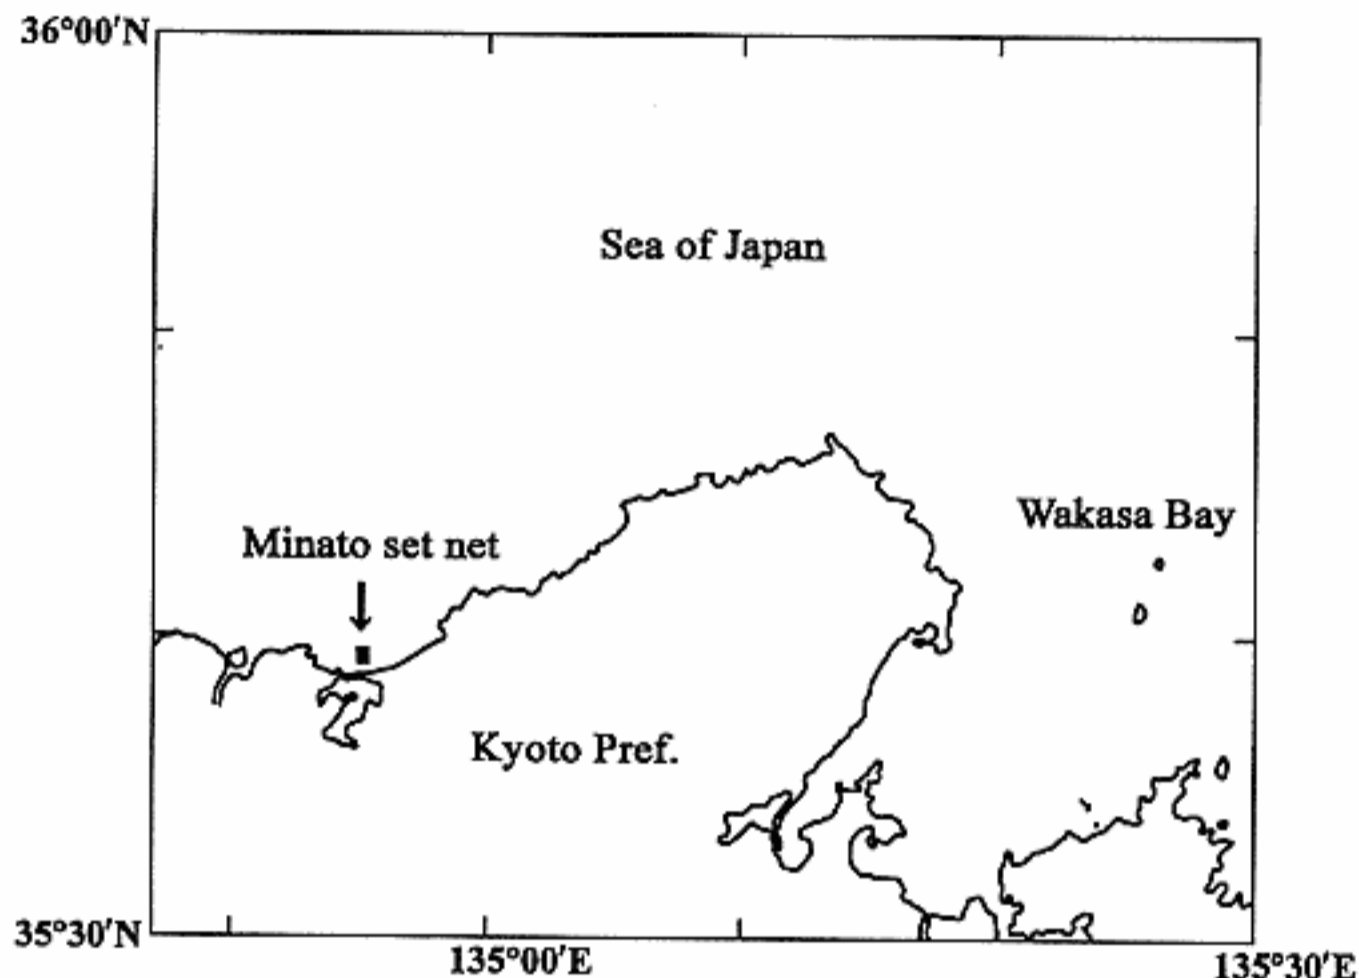 36°00'N
Sea of Japan
Wakasa Bay
Minato set net
Kyoto Pref.
35°30'N
135°00'E
135°30'E